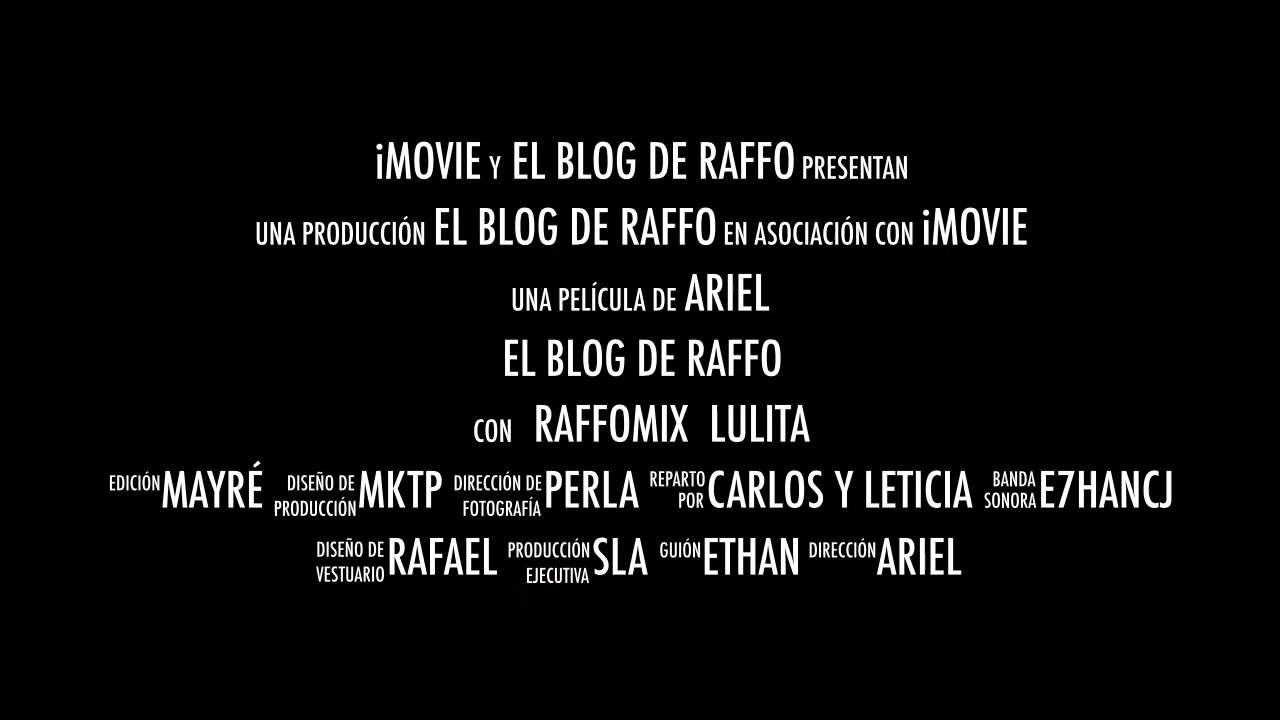 iMOVIE Y EL BLOG DE RAFFO PRESENTAN
UNA PRODUCCIÓN EL BLOG DE RAFFO EN ASOCIACIÓN CON iMOVIE
UNA PELÍCULA DE ARIEL
EL BLOG DE RAFFO
CON RAFFOMIX LULITA
EDICIÓN MAYRÉ DISEÑO DE PRODUCCIÓN MKTP DIRECCIÓN DE FOTOGRAFÍA PERLA REPARTO POR CARLOS Y LETICIA BANDA SONORA E7HANCJ
DISEÑO DE VESTUARIO RAFAEL PRODUCCIÓN EJECUTIVA SLA GUIÓN ETHAN DIRECCIÓN ARIEL